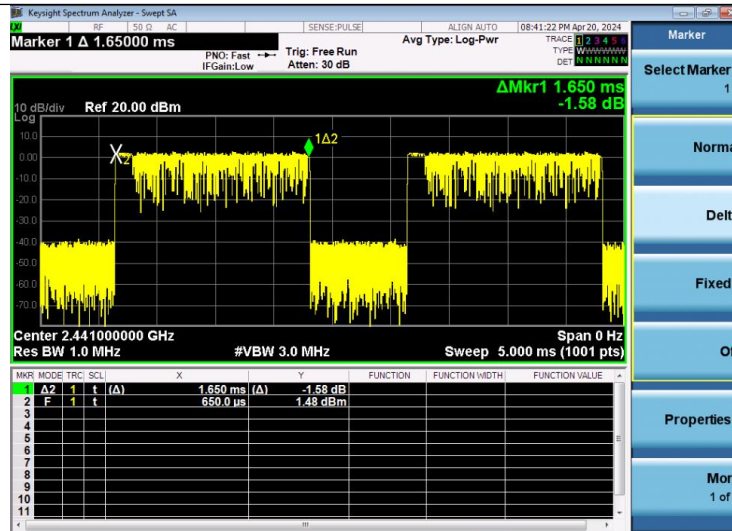 Keysight Spectrum Analyzer - Swept SA
RF 50 Ω AC SENSE:PULSE ALIGN AUTO 08:41:22 PM Apr 20, 2024
Marker 1 Δ 1.65000 ms
Avg Type: Log-Pwr
TRACE 1 2 3 4 5 6
TYPE W
DET N N N N N N
PNO: Fast
IFGain:Low
Trig: Free Run
Atten: 30 dB
ΔMkr1 1.650 ms
-1.58 dB
10 dB/div Ref 20.00 dBm
Log
10.0
0.00
-10.0
-20.0
-30.0
-40.0
-50.0
-60.0
-70.0
X2
1Δ2
Center 2.441000000 GHz Span 0 Hz
Res BW 1.0 MHz #VBW 3.0 MHz Sweep 5.000 ms (1001 pts)
MKR MODE TRC SCL X Y FUNCTION FUNCTION WIDTH FUNCTION VALUE
1 Δ2 1 t (Δ) 1.650 ms (Δ) -1.58 dB
2 F 1 t 650.0 µs 1.48 dBm
3
4
5
6
7
8
9
10
11
Marker
Select Marker
1
Norma
Delt
Fixed
Of
Properties
Mor
1 of